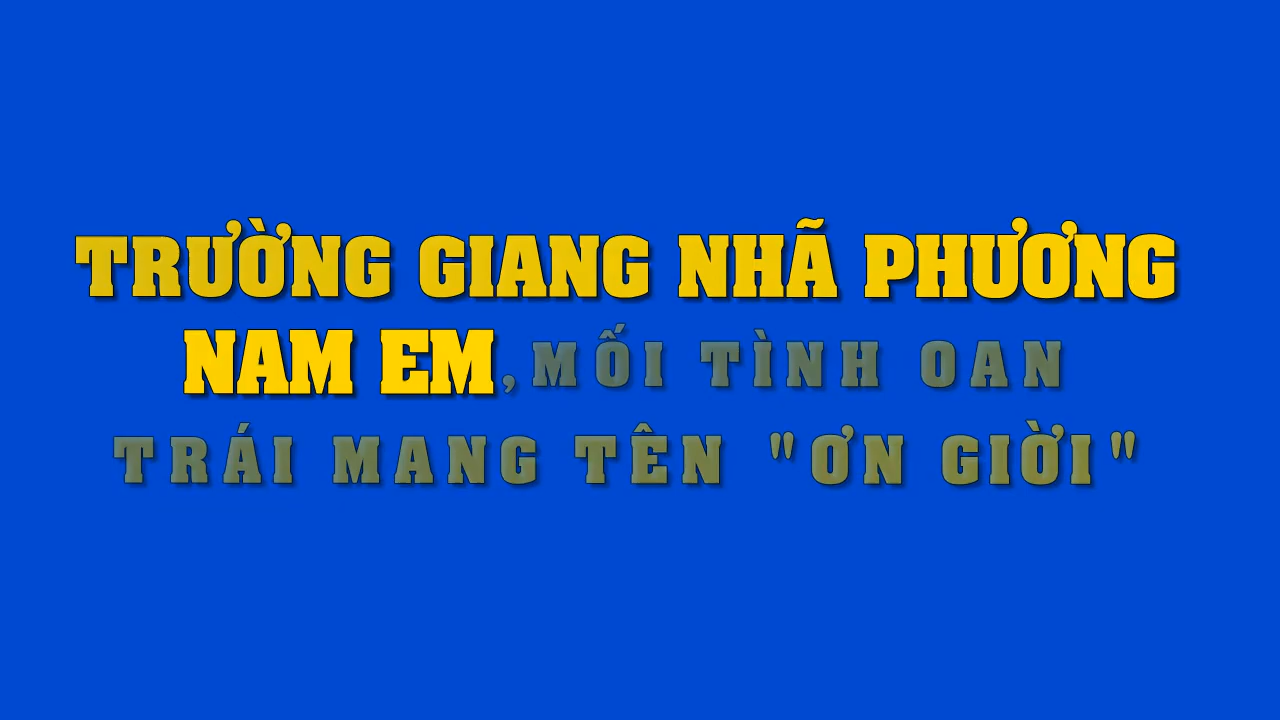 TRƯỜNG GIANG NHÃ PHƯƠNG
NAM EM, MỐI TÌNH OAN
TRÁI MANG TÊN "ƠN GIỜI"